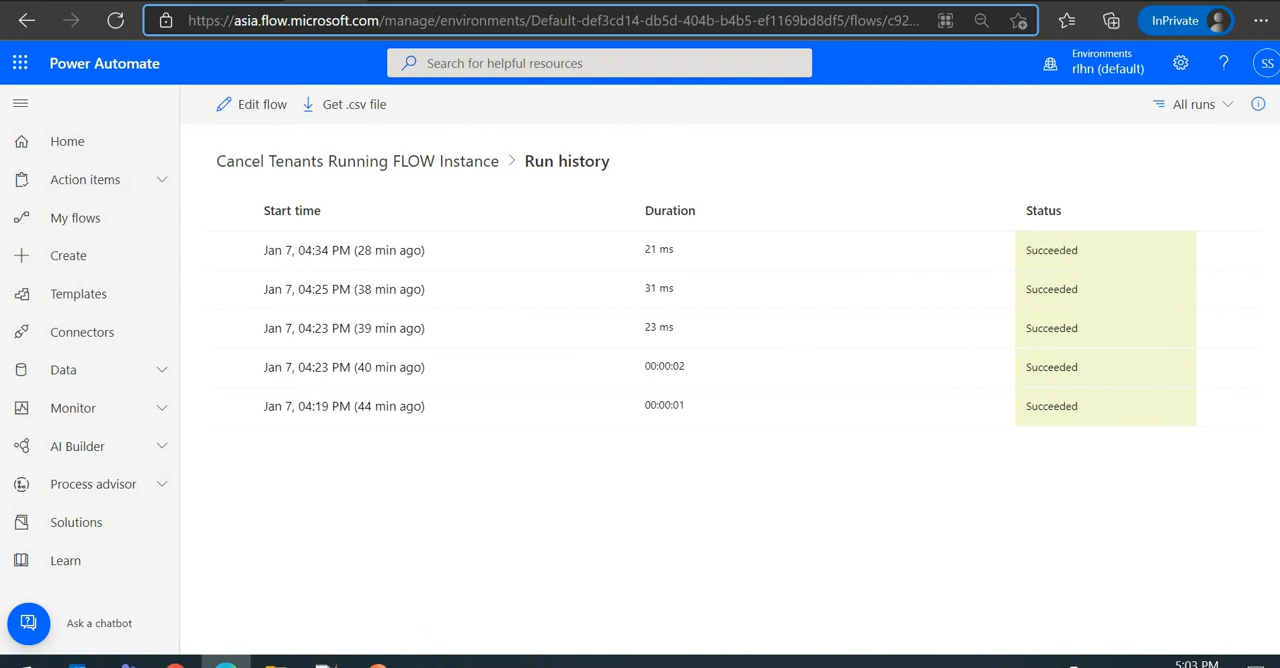 https://asia.flow.microsoft.com/manage/environments/Default-def3cd14-db5d-404b-b4b5-ef1169bd8df5/flows/c92...
InPrivate
Power Automate
Search for helpful resources
Environments
rlhn (default)
?
SS
Edit flow
Get .csv file
All runs
Home
Action items
My flows
Create
Templates
Connectors
Data
Monitor
AI Builder
Process advisor
Solutions
Learn
Ask a chatbot
Cancel Tenants Running FLOW Instance > Run history
Start time Duration Status
Jan 7, 04:34 PM (28 min ago) 21 ms Succeeded
Jan 7, 04:25 PM (38 min ago) 31 ms Succeeded
Jan 7, 04:23 PM (39 min ago) 23 ms Succeeded
Jan 7, 04:23 PM (40 min ago) 00:00:02 Succeeded
Jan 7, 04:19 PM (44 min ago) 00:00:01 Succeeded
5:03 PM